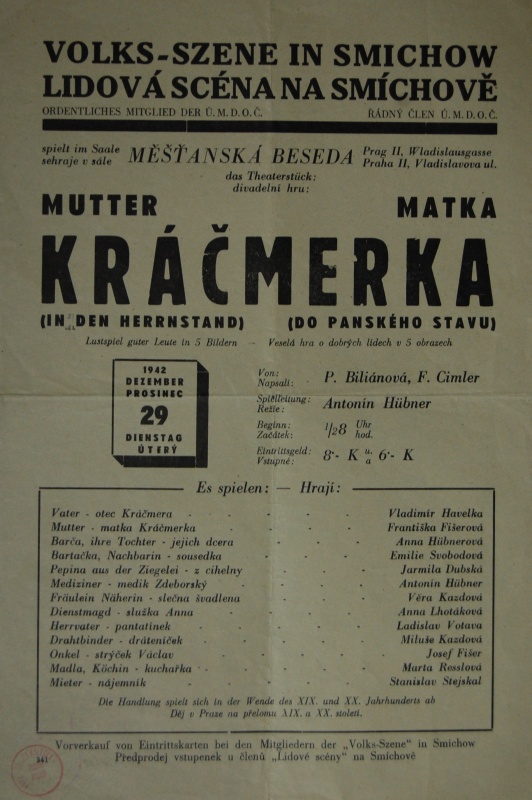 VOLKS-SZENE IN SMICHOW
LIDOVÁ SCÉNA NA SMÍCHOVĚ
ORDENTLICHES MITGLIED DER Ú. M. D. O. Č. ŘÁDNÝ ČLEN Ú. M. D. O. Č.
spielt im Saale
sehraje v sále
MĚŠŤANSKÁ BESEDA
Prag II, Wladislausgasse
Praha II, Vladislavova ul.
das Theaterstück:
divadelní hru:
MUTTER MATKA
KRÁČMERKA
(IN DEN HERRNSTAND) (DO PANSKÉHO STAVU)
Lustspiel guter Leute in 5 Bildern - Veselá hra o dobrých lidech v 5 obrazech
1942
DEZEMBER
PROSINEC
29
DIENSTAG
ÚTERÝ
Von:
Napsali: P. Biliánová, F. Cimler
Spielleitung:
Režie: Antonín Hübner
Beginn:
Začátek: 1/28 Uhr
hod.
Eintrittsgeld:
Vstupné: 8·- K u.
a 6·- K
Es spielen: — Hrají:
Vater - otec Kráčmera - - - - Vladimír Havelka
Mutter - matka Kráčmerka - - - - Františka Fišerová
Barča, ihre Tochter - jejich dcera - - - Anna Hübnerová
Bartačka, Nachbarin - sousedka - - - - Emilie Svobodová
Pepina aus der Ziegelei - z cihelny - - - Jarmila Dubská
Mediziner - medik Zdeborský - - - - Antonín Hübner
Fräulein Näherin - slečna švadlena - - - Věra Kazdová
Dienstmagd - služka Anna - - - - Anna Lhotáková
Herrvater - pantatínek - - - - Ladislav Votava
Drahtbinder - dráteníček - - - - Miluše Kazdová
Onkel - strýček Václav - - - - Josef Fišer
Madla, Köchin - kuchařka - - - - Marta Resslová
Mieter - nájemník - - - - Stanislav Stejskal
Die Handlung spielt sich in der Wende des XIX. und XX. Jahrhunderts ab
Děj v Praze na přelomu XIX. a XX. století.
Vorverkauf von Eintrittskarten bei den Mitgliedern der „Volks-Szene" in Smichow
Předprodej vstupenek u členů „Lidové scény" na Smíchově
541